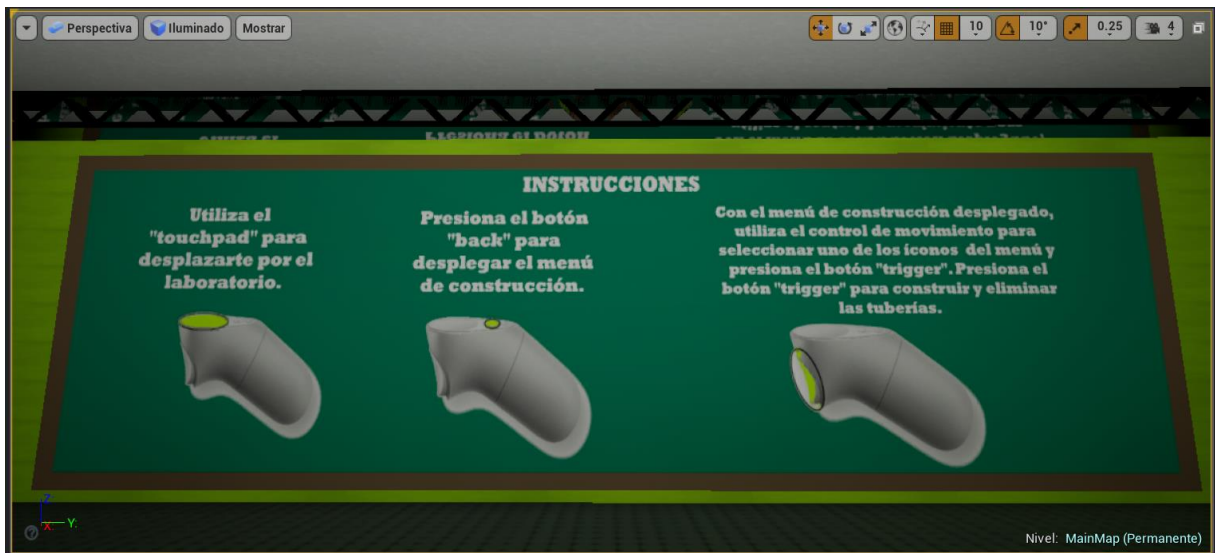 Perspectiva
Iluminado
Mostrar
10
10°
0.25
4
INSTRUCCIONES
Utiliza el
"touchpad" para
desplazarte por el
laboratorio.
Presiona el botón
"back" para
desplegar el menú
de construcción.
Con el menú de construcción desplegado,
utiliza el control de movimiento para
seleccionar uno de los íconos del menú y
presiona el botón "trigger". Presiona el
botón "trigger" para construir y eliminar
las tuberías.
Z:
X:
Y:
?
Nivel: MainMap (Permanente)